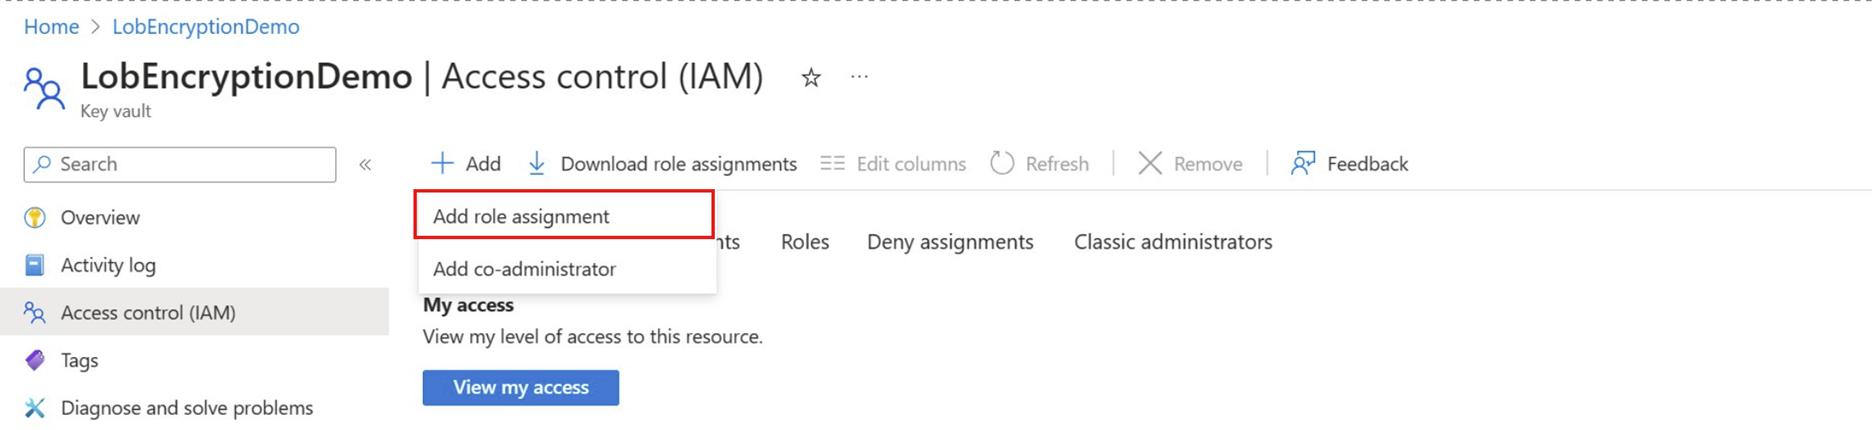 Home > LobEncryptionDemo
LobEncryptionDemo | Access control (IAM) ☆ ...
Key vault
Search «
+ Add Download role assignments Edit columns Refresh | Remove | Feedback
Overview
Add role assignment
Roles Deny assignments Classic administrators
Activity log
Add co-administrator
My access
Access control (IAM)
View my level of access to this resource.
Tags
View my access
Diagnose and solve problems